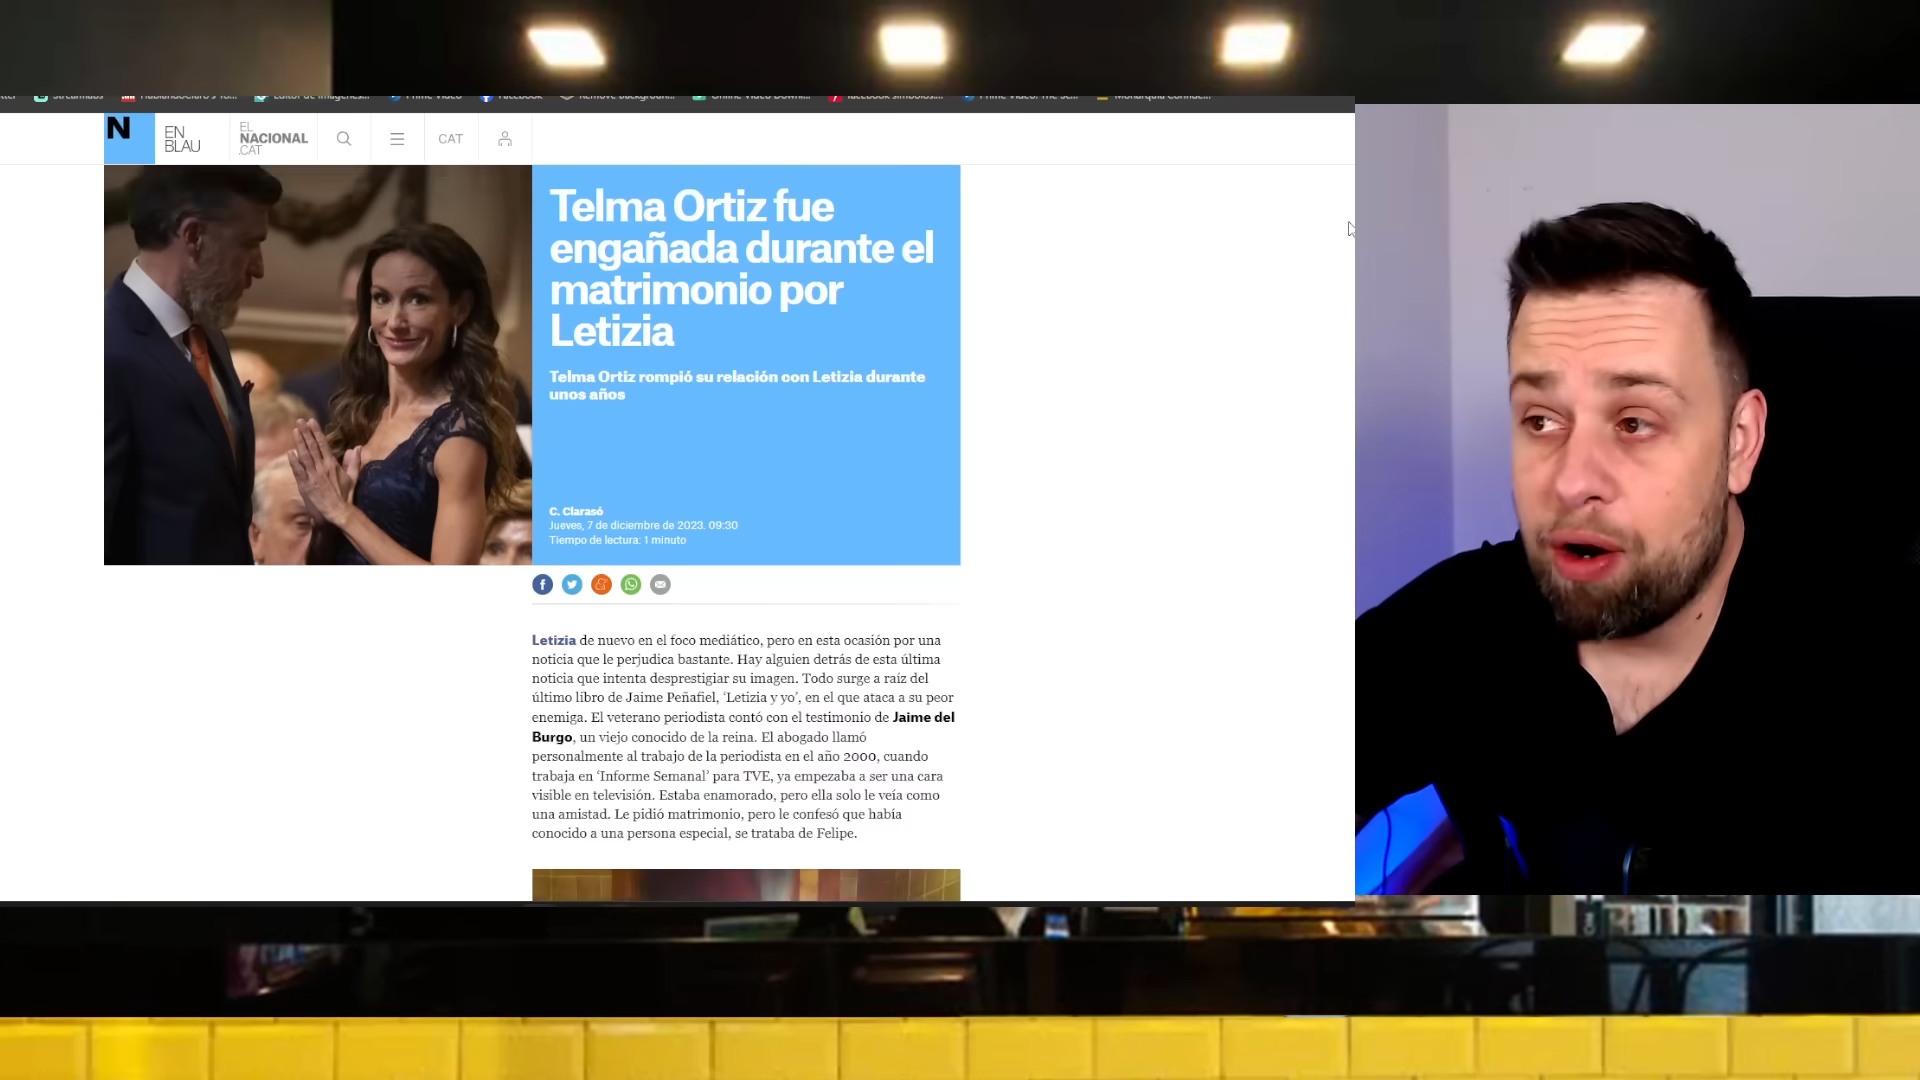 Streamlabs
Prime Video
Facebook
N
EN
BLAU
EL
NACIONAL
.CAT
CAT
Telma Ortiz fue
engañada durante el
matrimonio por
Letizia
Telma Ortiz rompió su relación con Letizia durante
unos años
C. Clarasó
Jueves, 7 de diciembre de 2023. 09:30
Tiempo de lectura: 1 minuto
Letizia de nuevo en el foco mediático, pero en esta ocasión por una
noticia que le perjudica bastante. Hay alguien detrás de esta última
noticia que intenta desprestigiar su imagen. Todo surge a raíz del
último libro de Jaime Peñafiel, ‘Letizia y yo’, en el que ataca a su peor
enemiga. El veterano periodista contó con el testimonio de Jaime del
Burgo, un viejo conocido de la reina. El abogado llamó
personalmente al trabajo de la periodista en el año 2000, cuando
trabaja en ‘Informe Semanal’ para TVE, ya empezaba a ser una cara
visible en televisión. Estaba enamorado, pero ella solo le veía como
una amistad. Le pidió matrimonio, pero le confesó que había
conocido a una persona especial, se trataba de Felipe.